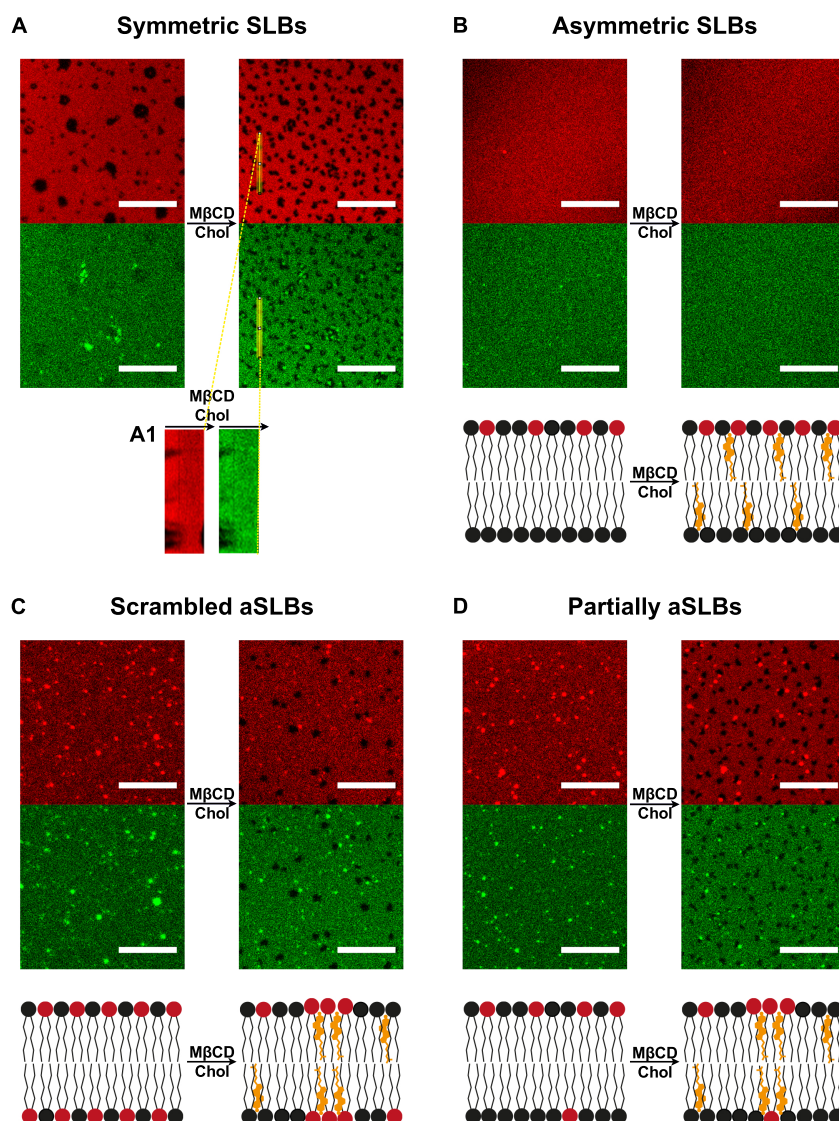 A
Symmetric SLBs
MβCD
Chol
MβCD
Chol
A1
B
Asymmetric SLBs
MβCD
Chol
MβCD
Chol
C
Scrambled aSLBs
MβCD
Chol
MβCD
Chol
D
Partially aSLBs
MβCD
Chol
MβCD
Chol